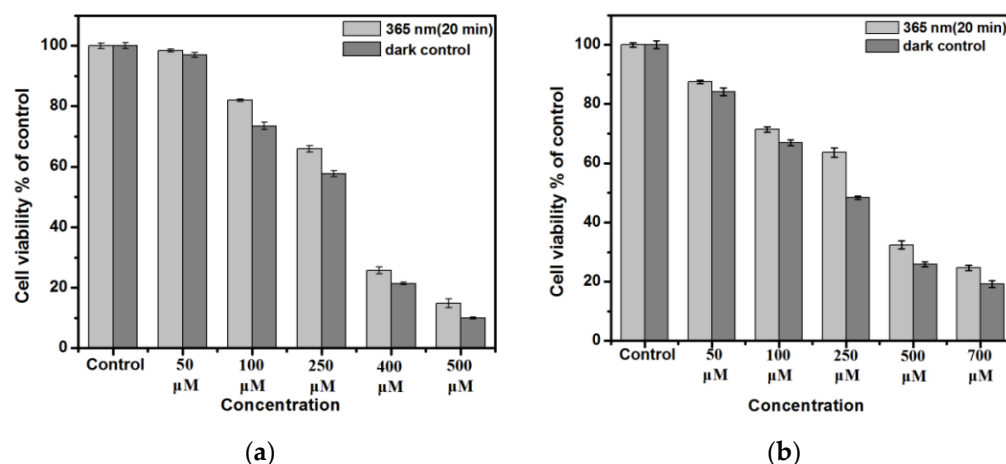 365 nm(20 min)
dark control
Cell viability % of control
100
80
60
40
20
0
Control
50 µM
100 µM
250 µM
400 µM
500 µM
Concentration
(a)
365 nm(20 min)
dark control
Cell viability % of control
100
80
60
40
20
0
Control
50 µM
100 µM
250 µM
500 µM
700 µM
Concentration
(b)